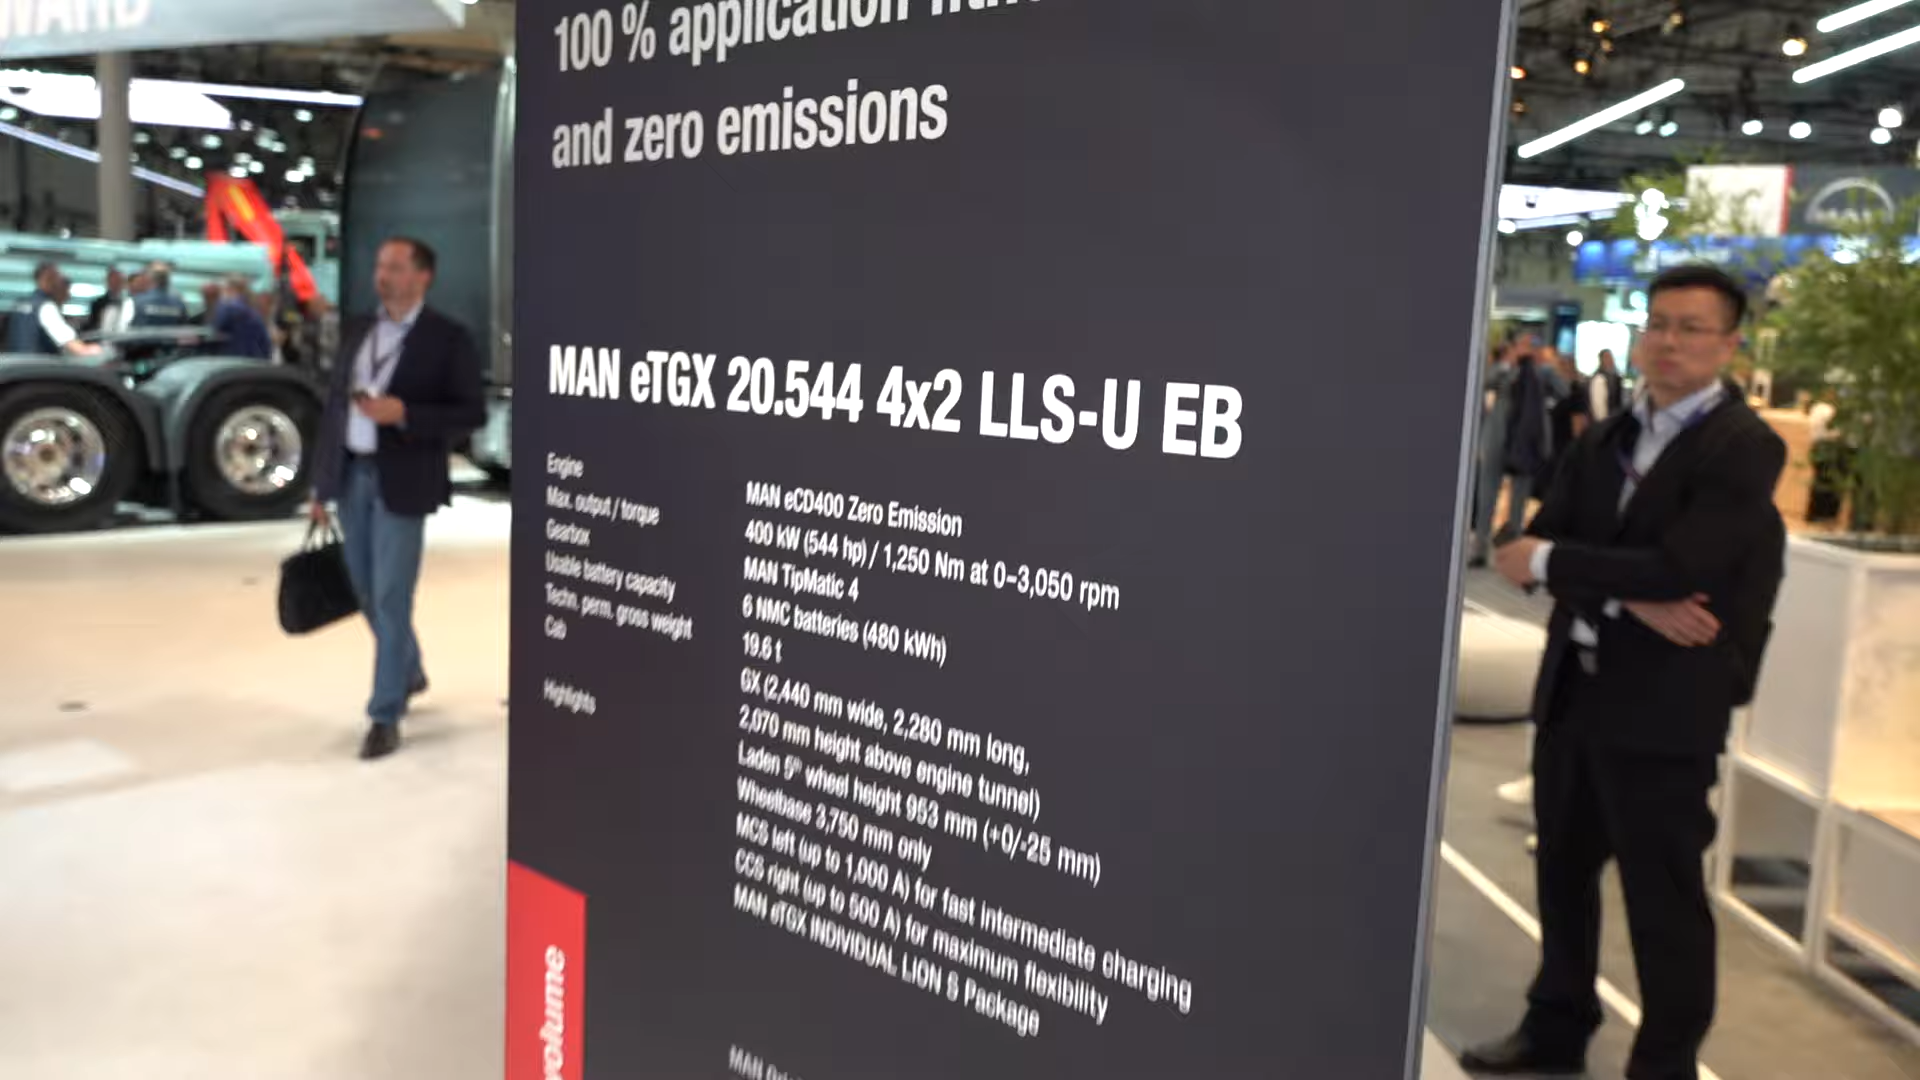 100 % application
and zero emissions
MAN eTGX 20.544 4x2 LLS-U EB
Engine
MAN eCD400 Zero Emission
Max. output / torque
400 kW (544 hp) / 1,250 Nm at 0–3,050 rpm
Gearbox
MAN TipMatic 4
Usable battery capacity
6 NMC batteries (480 kWh)
Techn. perm. gross weight
19.6 t
Cab
GX (2,440 mm wide, 2,280 mm long,
2,070 mm height above engine tunnel)
Highlights
Laden 5th wheel height 953 mm (+0/-25 mm)
Wheelbase 3,750 mm only
MCS left (up to 1,000 A) for fast intermediate charging
CCS right (up to 500 A) for maximum flexibility
MAN eTGX INDIVIDUAL LION S Package
MAN
volume
MAN